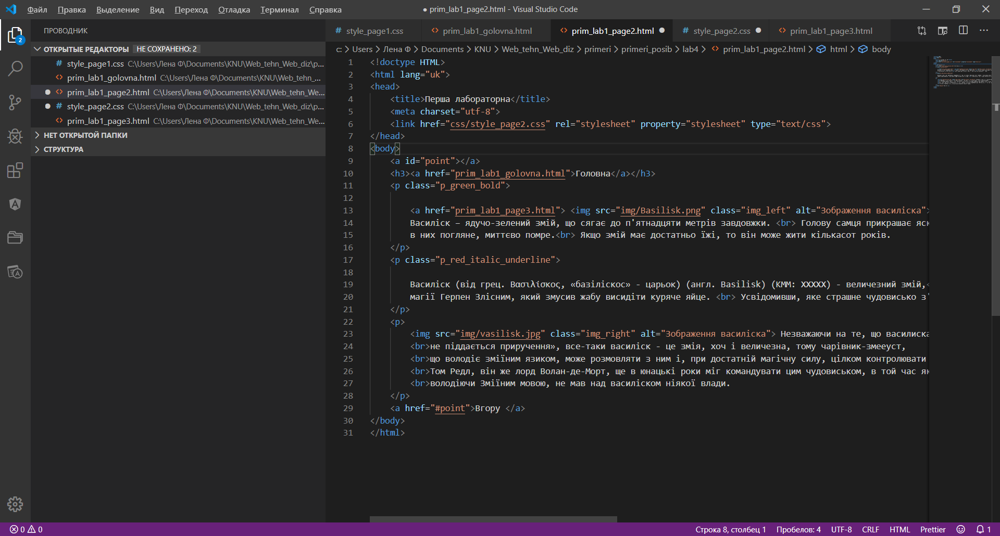 Файл Правка Выделение Вид Переход Отладка Терминал Справка ● prim_lab1_page2.html - Visual Studio Code
ПРОВОДНИК
ОТКРЫТЫЕ РЕДАКТОРЫ НЕ СОХРАНЕНО: 2
style_page1.css C:\Users\Лена Ф\Documents\KNU\Web_tehn_Web_diz\p...
prim_lab1_golovna.html C:\Users\Лена Ф\Documents\KNU\Web_tehn_...
prim_lab1_page2.html C:\Users\Лена Ф\Documents\KNU\Web_tehn_We...
style_page2.css C:\Users\Лена Ф\Documents\KNU\Web_tehn_Web_diz\p...
prim_lab1_page3.html C:\Users\Лена Ф\Documents\KNU\Web_tehn_We...
НЕТ ОТКРЫТОЙ ПАПКИ
СТРУКТУРА
2
style_page1.css prim_lab1_golovna.html prim_lab1_page2.html style_page2.css prim_lab1_page3.html
c: > Users > Лена Ф > Documents > KNU > Web_tehn_Web_diz > primeri > primeri_posib > lab4 > prim_lab1_page2.html > html > body
1 <!doctype HTML>
2 <html lang="uk">
3 <head>
4 <title>Перша лабораторна</title>
5 <meta charset="utf-8">
6 <link href="css/style_page2.css" rel="stylesheet" property="stylesheet" type="text/css">
7 </head>
8 <body>
9 <a id="point"></a>
10 <h3><a href="prim_lab1_golovna.html">Головна</a></h3>
11 <p class="p_green_bold">
12
13 <a href="prim_lab1_page3.html"> <img src="img/Basilisk.png" class="img_left" alt="Зображення василіска">
14 Василіск – ядучо-зелений змій, що сягає до п'ятнадцяти метрів завдовжки. <br> Голову самця прикрашає яск
15 в них погляне, миттєво помре.<br> Якщо змій має достатньо їжі, то він може жити кількасот років.
16 </p>
17 <p class="p_red_italic_underline">
18
19 Василіск (від грец. Βασιλίσκος, «базіліскос» - царьок) (англ. Basilisk) (КММ: XXXXX) - величезний змій,<
20 магії Герпен Злісним, який змусив жабу висидіти куряче яйце. <br> Усвідомивши, яке страшне чудовисько з'
21 </p>
22 <p>
23 <img src="img/vasilisk.jpg" class="img_right" alt="Зображення василіска"> Незважаючи на те, що василиска
24 <br>не піддається приручення», все-таки василіск - це змія, хоч і величезна, тому чарівник-змееуст,
25 <br>що володіє зміїним язиком, може розмовляти з ним і, при достатній магічну силу, цілком контролювати
26 <br>Том Редл, він же лорд Волан-де-Морт, ще в юнацькі роки міг командувати цим чудовиськом, в той час як
27 <br>володіючи Зміїним мовою, не мав над василіском ніякої влади.
28 </p>
29 <a href="#point">Вгору </a>
30 </body>
31 </html>
0 0 Строка 8, столбец 1 Пробелов: 4 UTF-8 CRLF HTML Prettier 1